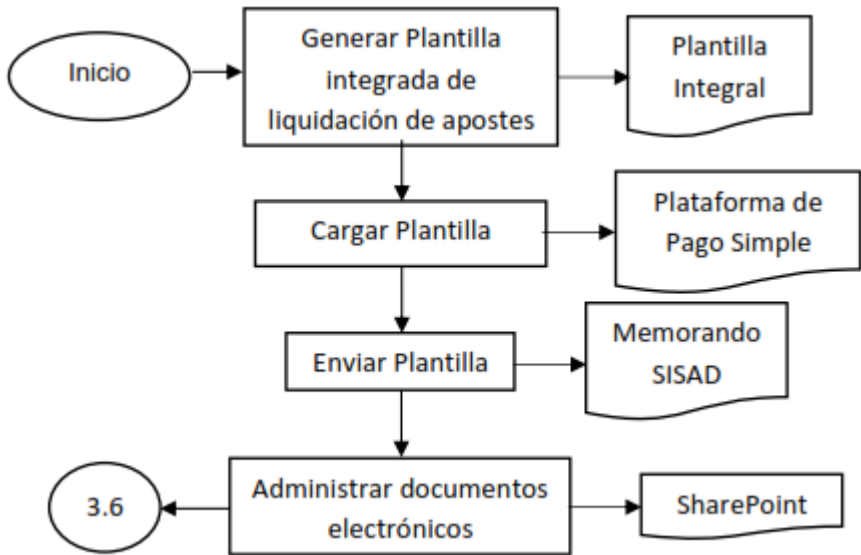 Inicio
Generar Plantilla
integrada de
liquidación de apostes
Plantilla
Integral
Cargar Plantilla
Plataforma de
Pago Simple
Enviar Plantilla
Memorando
SISAD
3.6
Administrar documentos
electrónicos
SharePoint